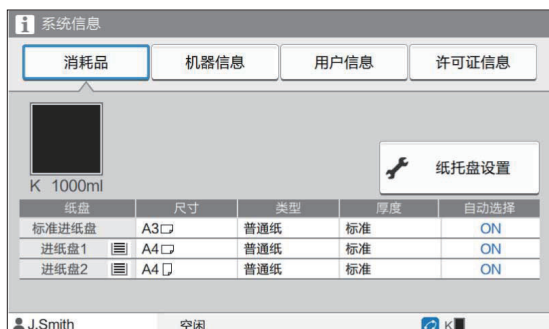 系统信息
消耗品 机器信息 用户信息 许可证信息
K 1000ml
纸托盘设置
纸盘 尺寸 类型 厚度 自动选择
标准进纸盘 A3 普通纸 标准 ON
进纸盘1 A4 普通纸 标准 ON
进纸盘2 A4 普通纸 标准 ON
J.Smith 空闲 K